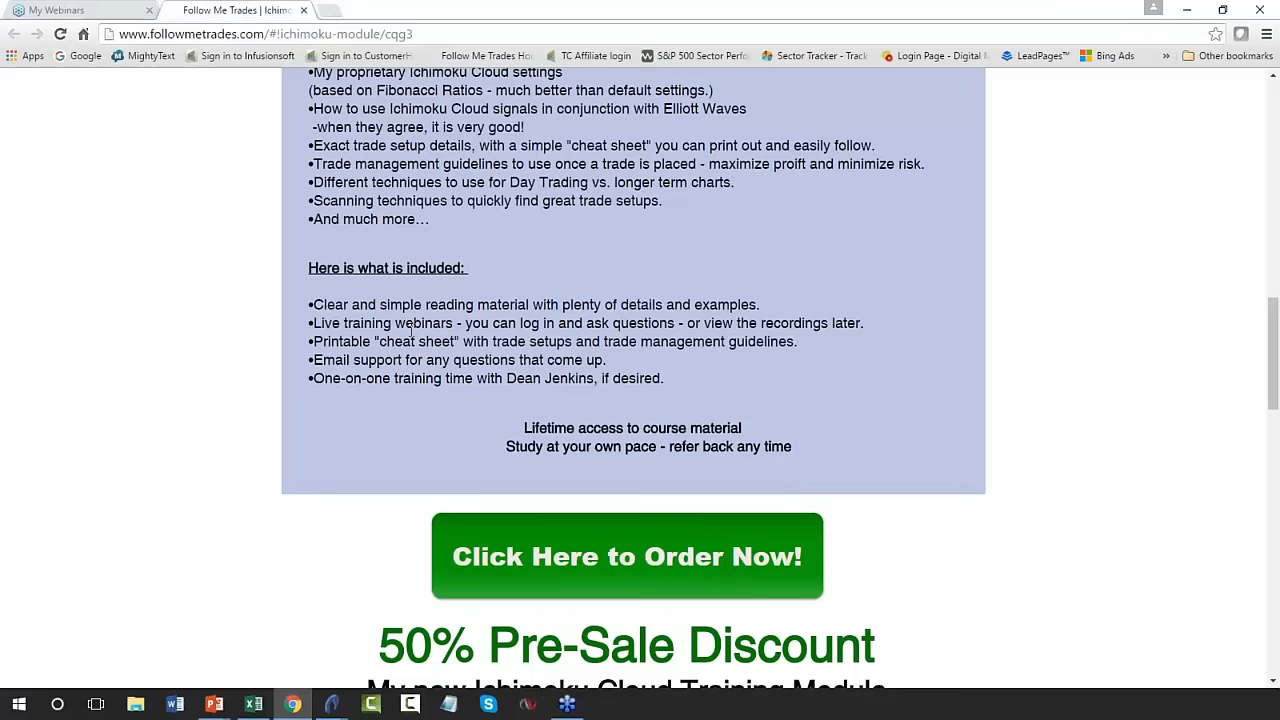 My Webinars
Follow Me Trades | Ichimo
www.followmetrades.com/#!ichimoku-module/cqg3
Apps Google MightyText Sign in to Infusionsoft Sign in to CustomerH Follow Me Trades Ho TC Affiliate login S&P 500 Sector Perfo Sector Tracker - Track Login Page - Digital M LeadPages™ Bing Ads » Other bookmarks
•My proprietary Ichimoku Cloud settings
(based on Fibonacci Ratios - much better than default settings.)
•How to use Ichimoku Cloud signals in conjunction with Elliott Waves
-when they agree, it is very good!
•Exact trade setup details, with a simple "cheat sheet" you can print out and easily follow.
•Trade management guidelines to use once a trade is placed - maximize proift and minimize risk.
•Different techniques to use for Day Trading vs. longer term charts.
•Scanning techniques to quickly find great trade setups.
•And much more…
Here is what is included:
•Clear and simple reading material with plenty of details and examples.
•Live training webinars - you can log in and ask questions - or view the recordings later.
•Printable "cheat sheet" with trade setups and trade management guidelines.
•Email support for any questions that come up.
•One-on-one training time with Dean Jenkins, if desired.
Lifetime access to course material
Study at your own pace - refer back any time
Click Here to Order Now!
50% Pre-Sale Discount
My new Ichimoku Cloud Training Module